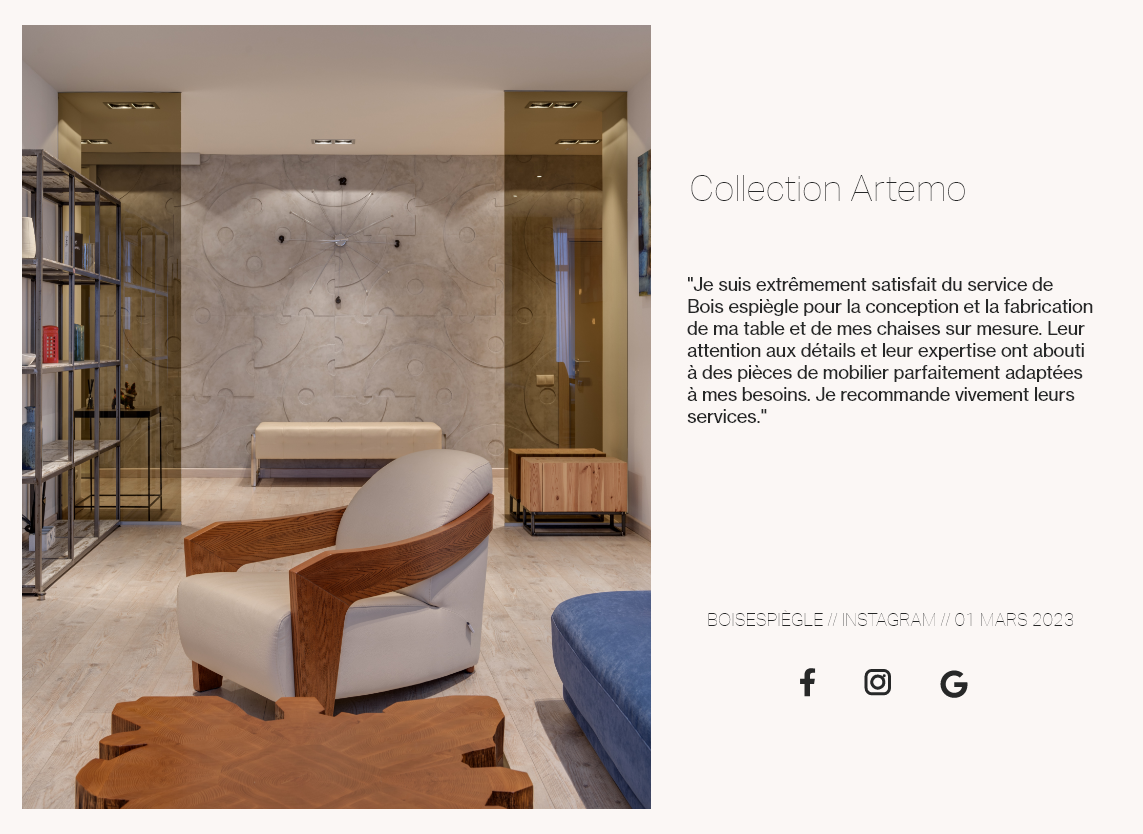 Collection Artemo
"Je suis extrêmement satisfait du service de
Bois espiègle pour la conception et la fabrication
de ma table et de mes chaises sur mesure. Leur
attention aux détails et leur expertise ont abouti
à des pièces de mobilier parfaitement adaptées
à mes besoins. Je recommande vivement leurs
services."
BOISESPIÈGLE // INSTAGRAM // 01 MARS 2023